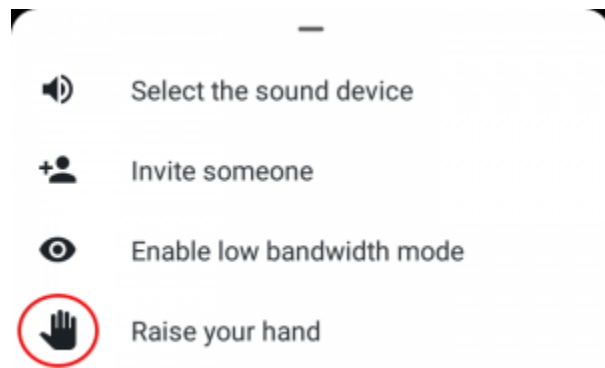 Select the sound device
Invite someone
Enable low bandwidth mode
Raise your hand